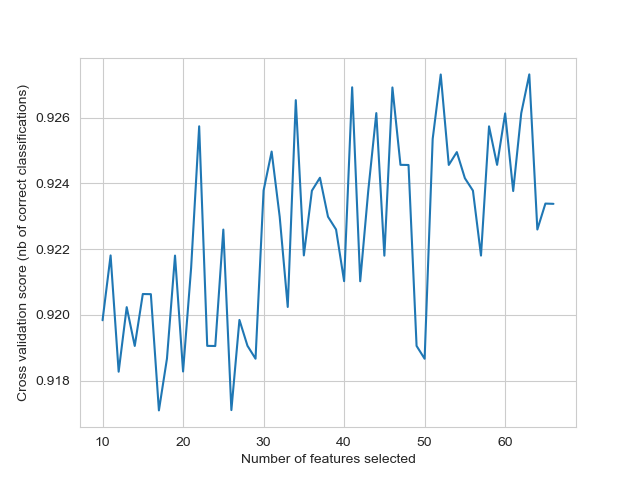 Cross validation score (nb of correct classifications)
0.926
0.924
0.922
0.920
0.918
10 20 30 40 50 60
Number of features selected